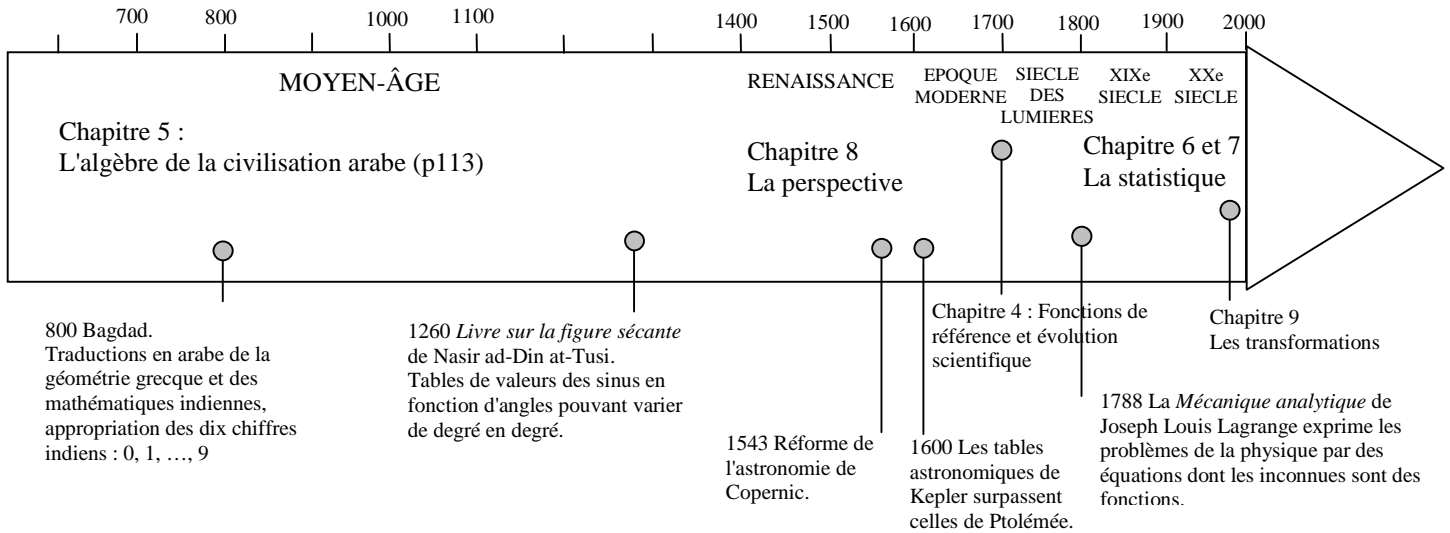 700 800 1000 1100 1400 1500 1600 1700 1800 1900 2000
MOYEN-ÂGE
RENAISSANCE
EPOQUE
MODERNE
SIECLE
DES
LUMIERES
XIXe
SIECLE
XXe
SIECLE
Chapitre 5 :
L'algèbre de la civilisation arabe (p113)
Chapitre 8
La perspective
Chapitre 6 et 7
La statistique
800 Bagdad.
Traductions en arabe de la
géométrie grecque et des
mathématiques indiennes,
appropriation des dix chiffres
indiens : 0, 1, …, 9
1260 Livre sur la figure sécante
de Nasir ad-Din at-Tusi.
Tables de valeurs des sinus en
fonction d'angles pouvant varier
de degré en degré.
1543 Réforme de
l'astronomie de
Copernic.
1600 Les tables
astronomiques de
Kepler surpassent
celles de Ptolémée.
Chapitre 4 : Fonctions de
référence et évolution
scientifique
1788 La Mécanique analytique de
Joseph Louis Lagrange exprime les
problèmes de la physique par des
équations dont les inconnues sont des
fonctions.
Chapitre 9
Les transformations